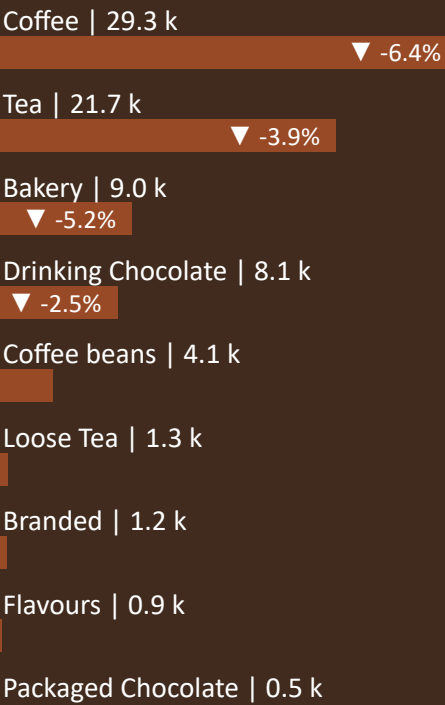 Coffee | 29.3 k
▼ -6.4%
Tea | 21.7 k
▼ -3.9%
Bakery | 9.0 k
▼ -5.2%
Drinking Chocolate | 8.1 k
▼ -2.5%
Coffee beans | 4.1 k
Loose Tea | 1.3 k
Branded | 1.2 k
Flavours | 0.9 k
Packaged Chocolate | 0.5 k